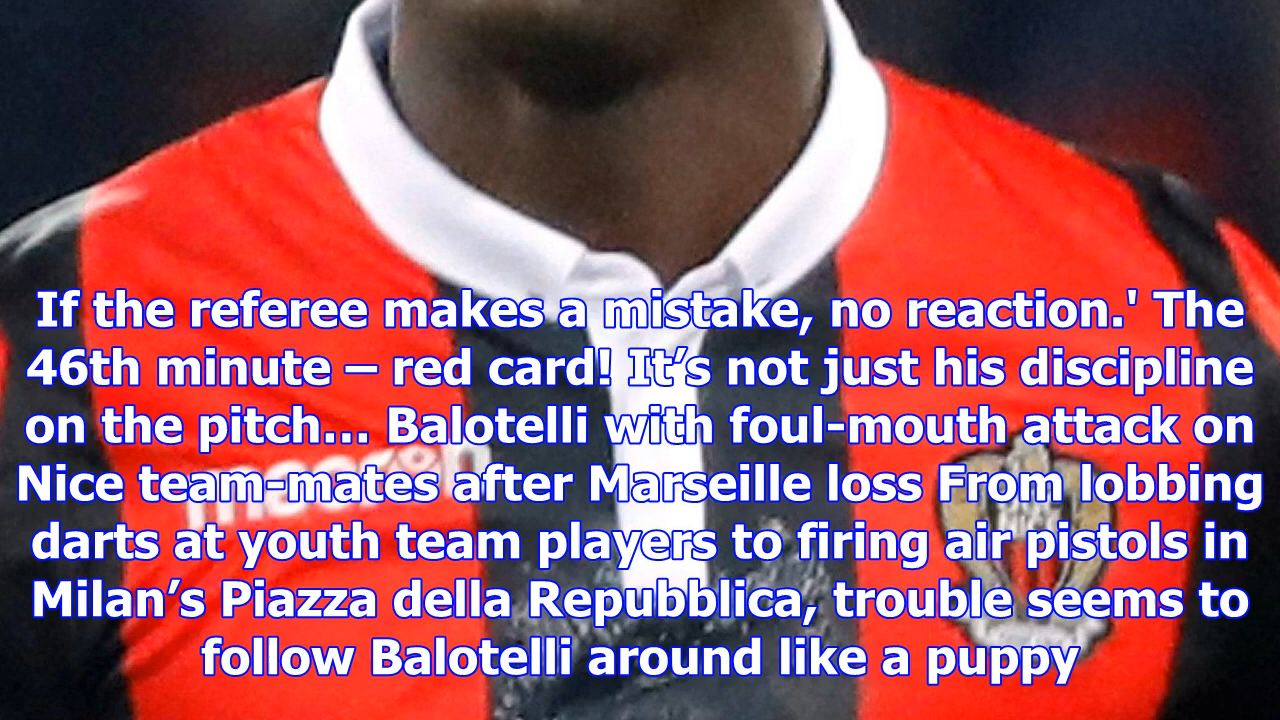 If the referee makes a mistake, no reaction.' The
46th minute – red card! It’s not just his discipline
on the pitch... Balotelli with foul-mouth attack on
Nice team-mates after Marseille loss From lobbing
darts at youth team players to firing air pistols in
Milan’s Piazza della Repubblica, trouble seems to
follow Balotelli around like a puppy
macron